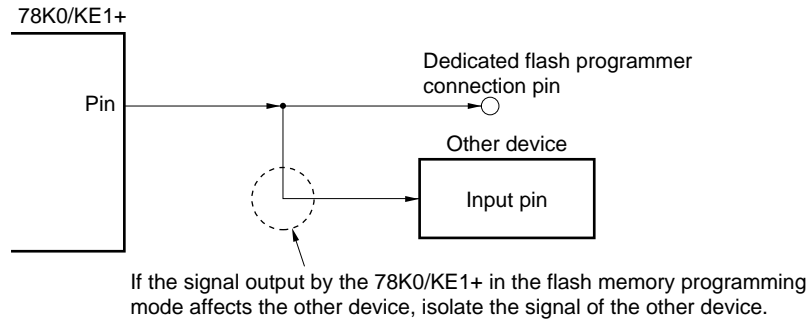 78K0/KE1+
Pin
Dedicated flash programmer
connection pin
Other device
Input pin
If the signal output by the 78K0/KE1+ in the flash memory programming
mode affects the other device, isolate the signal of the other device.